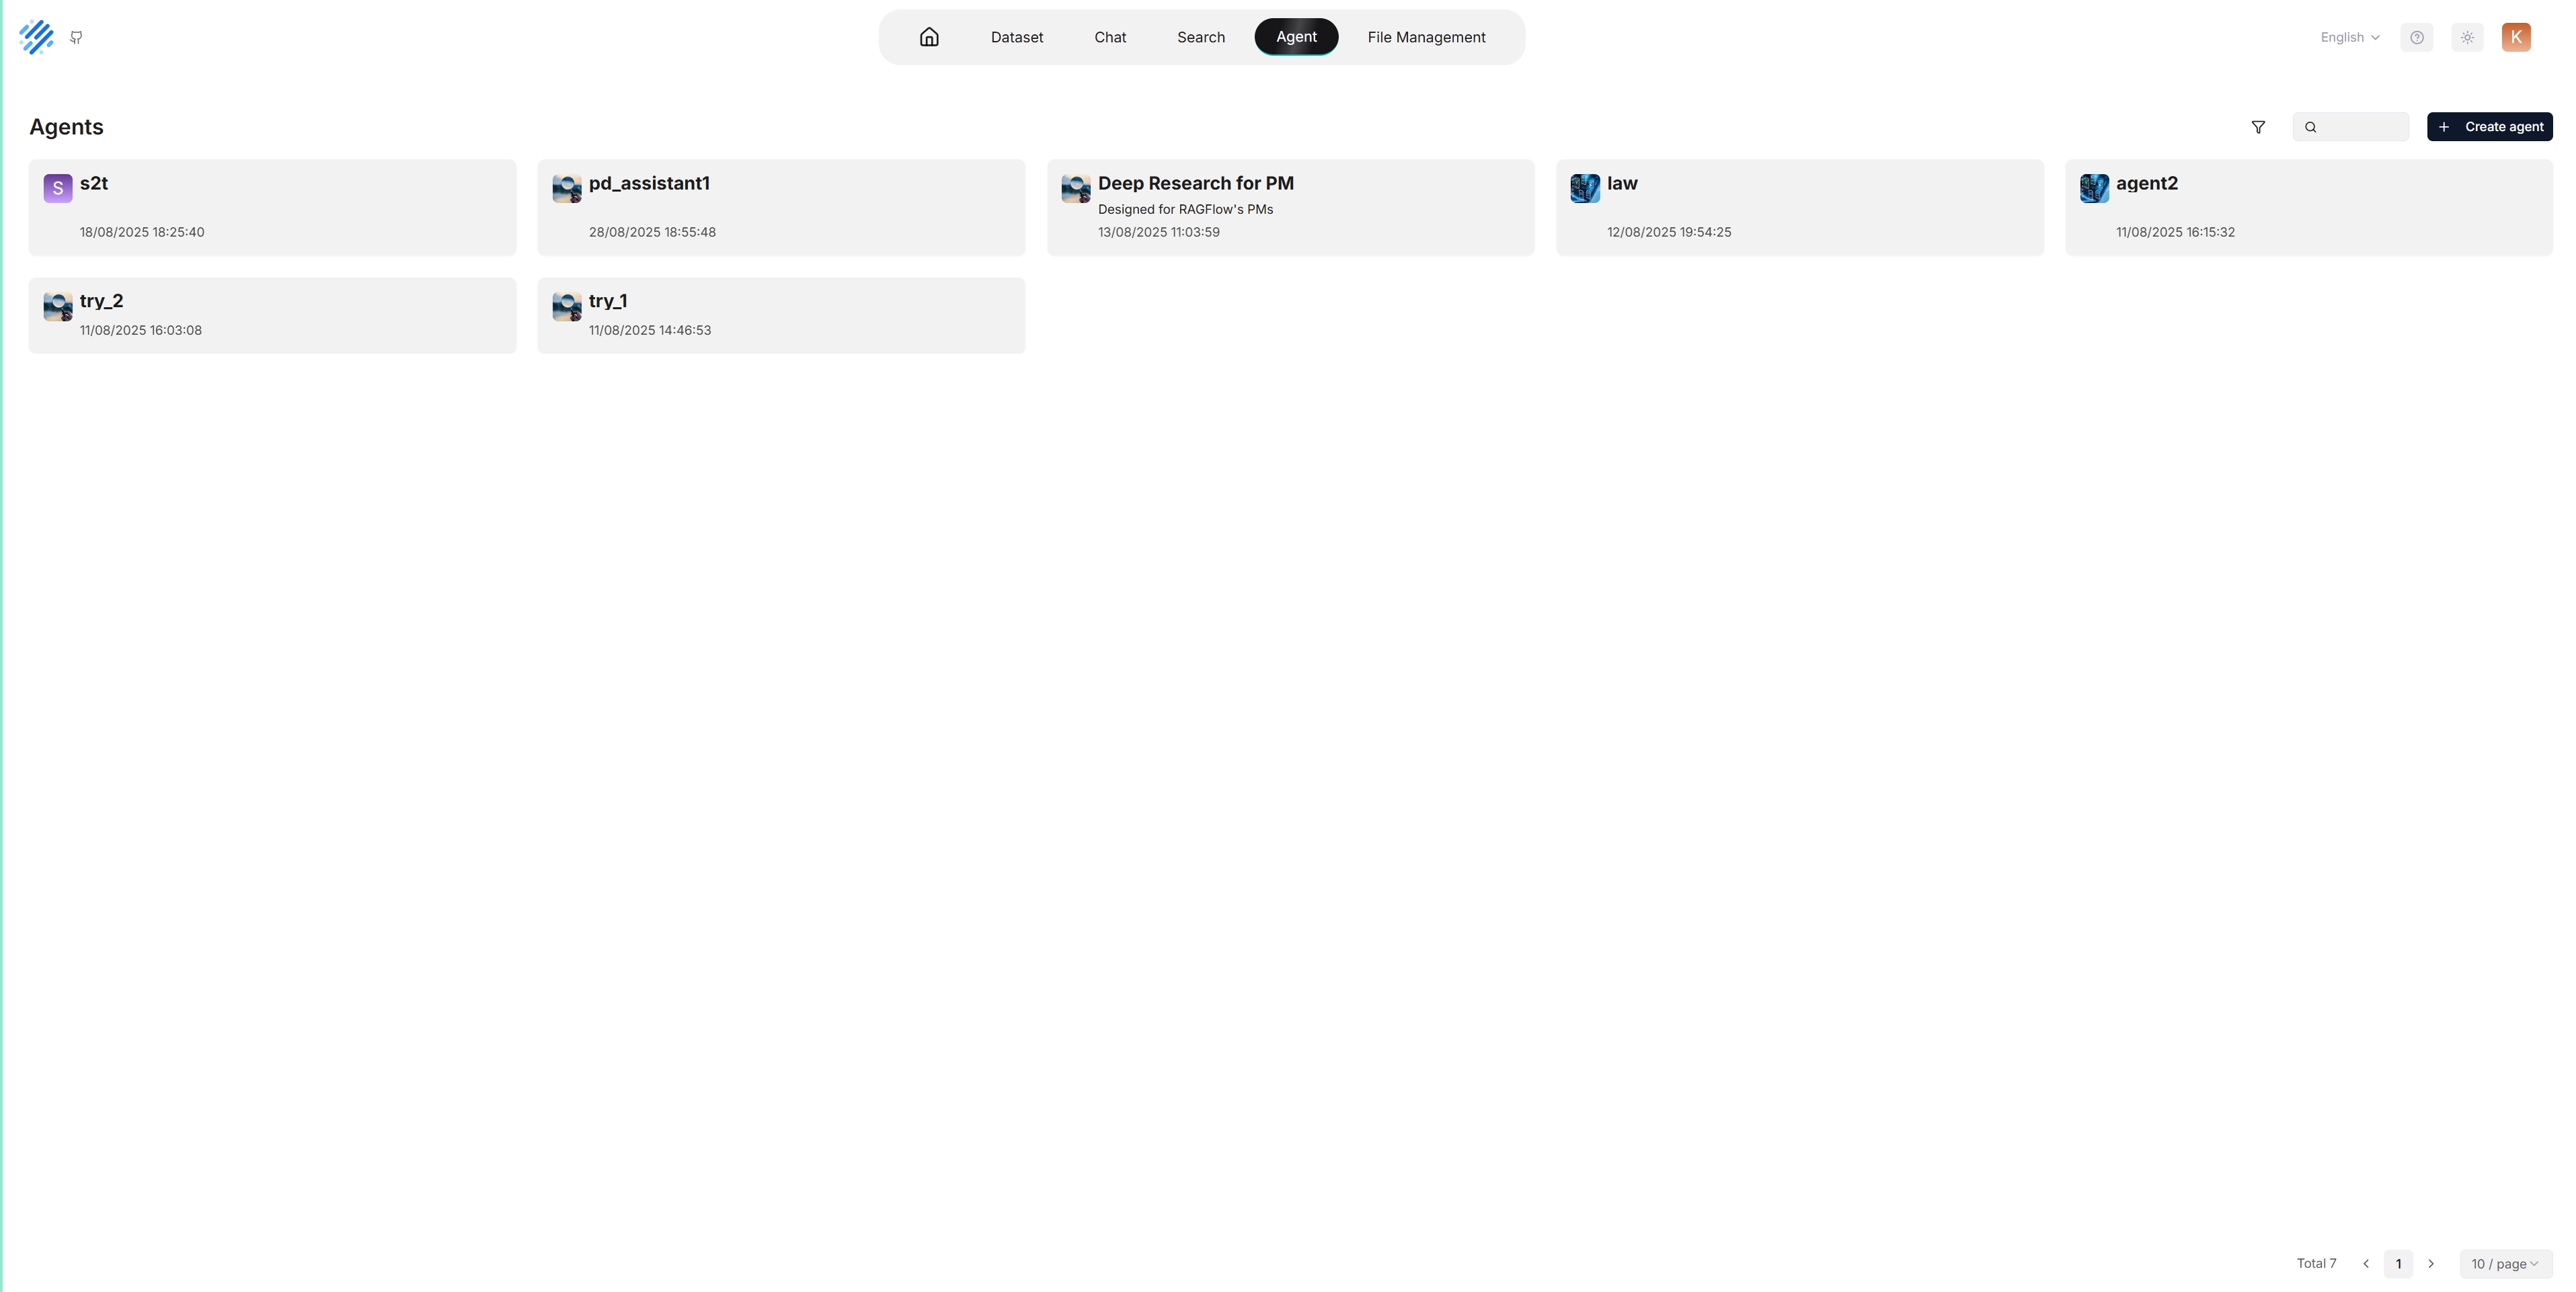 Dataset Chat Search Agent File Management
English
K
Agents
Create agent
S
s2t
18/08/2025 18:25:40
pd_assistant1
28/08/2025 18:55:48
Deep Research for PM
Designed for RAGFlow's PMs
13/08/2025 11:03:59
law
12/08/2025 19:54:25
agent2
11/08/2025 16:15:32
try_2
11/08/2025 16:03:08
try_1
11/08/2025 14:46:53
Total 7
1
10 / page